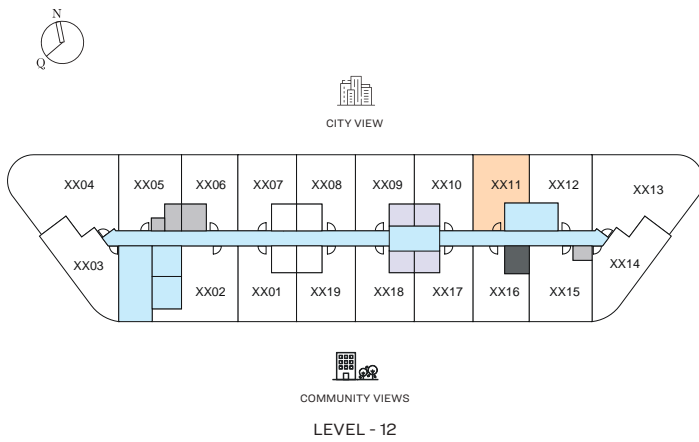 N
Q
CITY VIEW
XX04 XX05 XX06 XX07 XX08 XX09 XX10 XX11 XX12 XX13
XX03 XX02 XX01 XX19 XX18 XX17 XX16 XX15 XX14
COMMUNITY VIEWS
LEVEL - 12